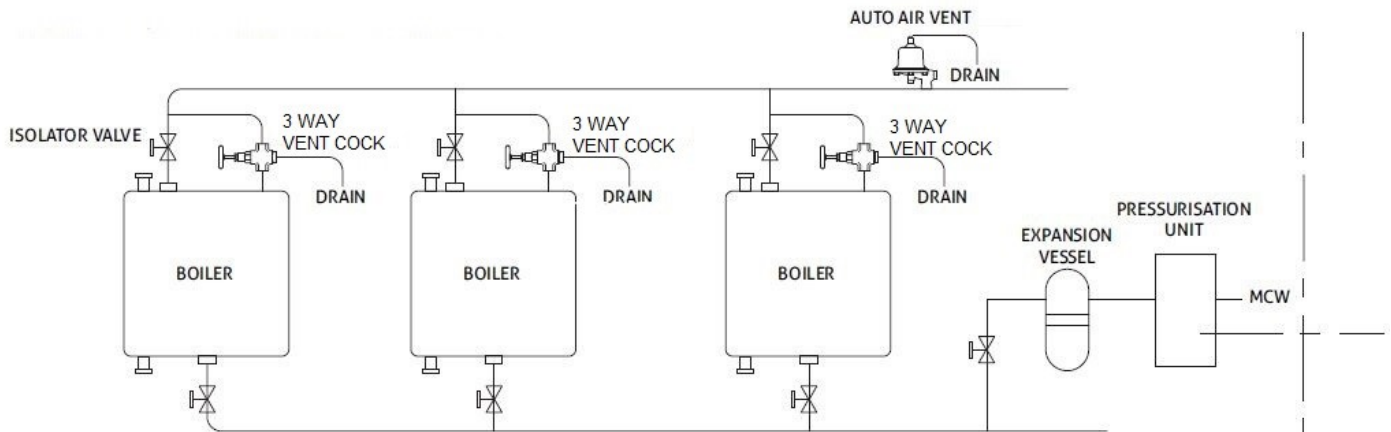 AUTO AIR VENT
DRAIN
ISOLATOR VALVE
3 WAY
VENT COCK
3 WAY
VENT COCK
3 WAY
VENT COCK
DRAIN
DRAIN
DRAIN
PRESSURISATION
UNIT
EXPANSION
VESSEL
BOILER
BOILER
BOILER
MCW